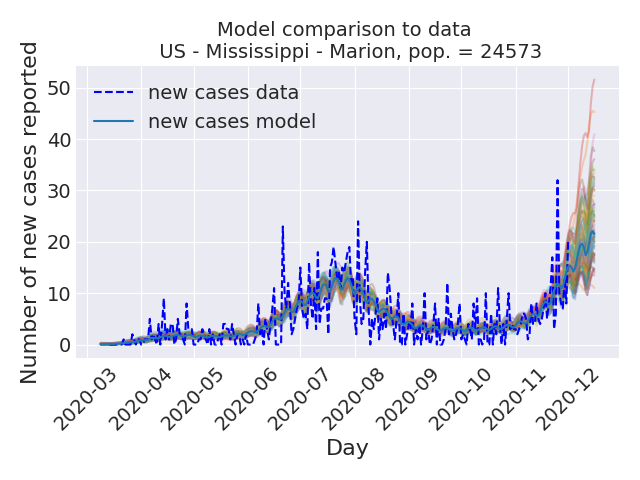 Model comparison to data
US - Mississippi - Marion, pop. = 24573
Number of new cases reported
50
40
30
20
10
0
new cases data
new cases model
2020-03
2020-04
2020-05
2020-06
2020-07
2020-08
2020-09
2020-10
2020-11
2020-12
Day